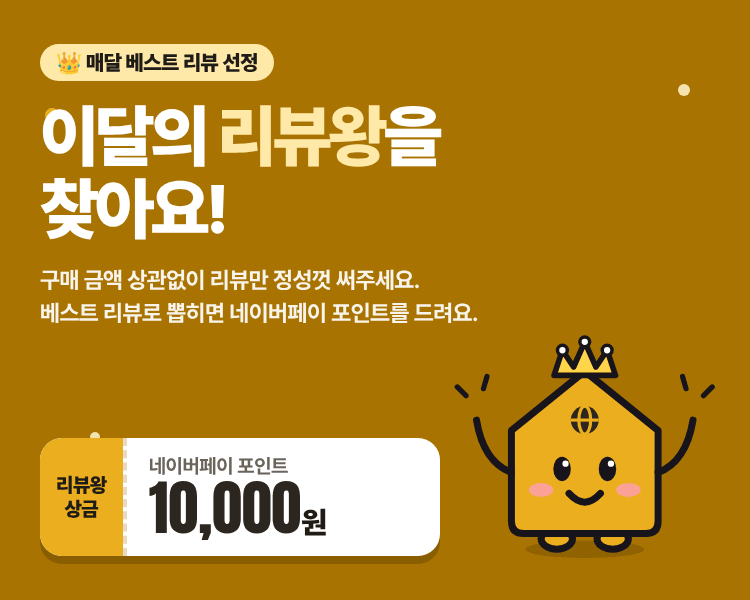 👑 매달 베스트 리뷰 선정
이달의 리뷰왕을
찾아요!
구매 금액 상관없이 리뷰만 정성껏 써주세요.
베스트 리뷰로 뽑히면 네이버페이 포인트를 드려요.
리뷰왕
상금
네이버페이 포인트
10,000원